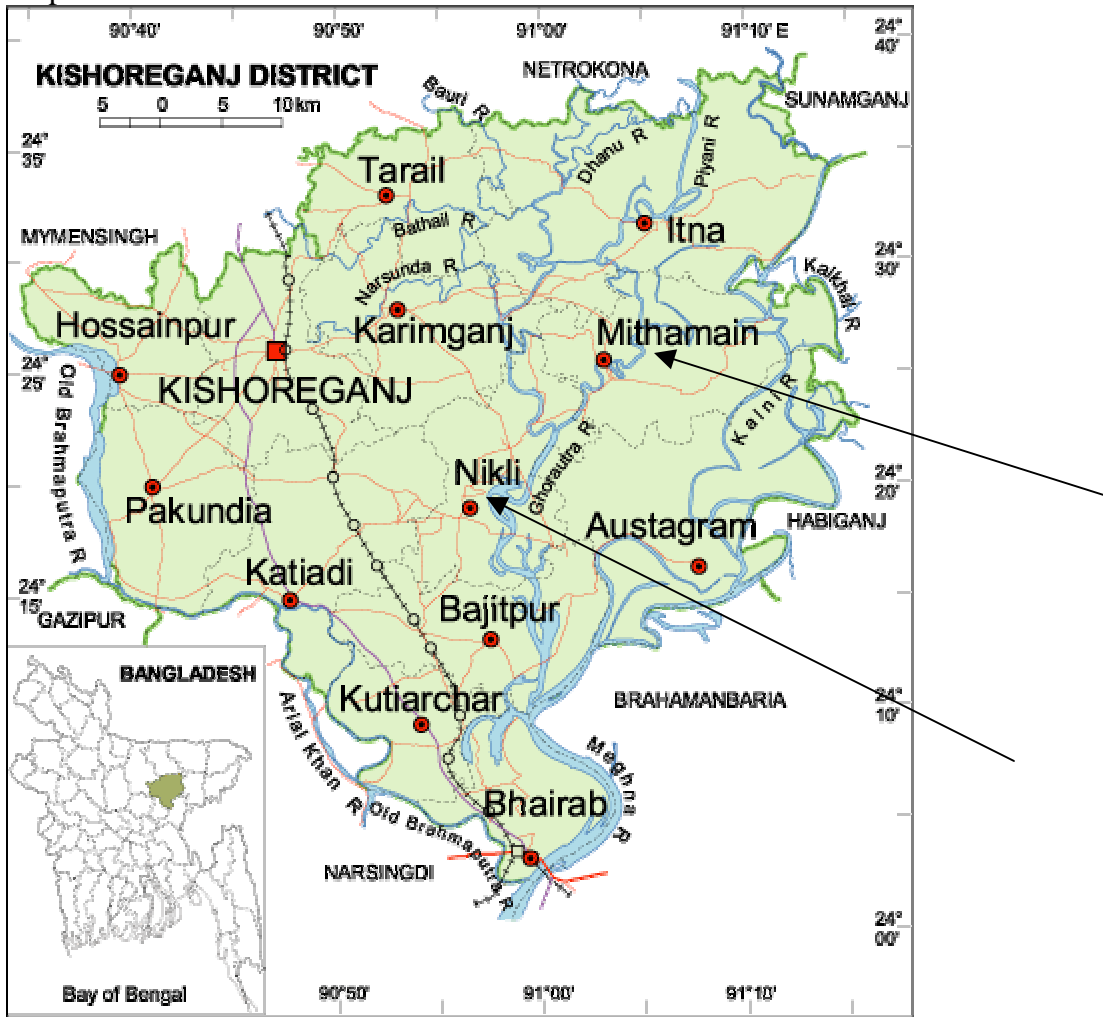 90°40'
90°50'
91°00'
91°10' E
24°
40'
KISHOREGANJ DISTRICT
5 0 5 10km
NETROKONA
SUNAMGANJ
Bauri R
Dhanu R
Piyani R
24°
35'
Tarail
Itna
Bathail R
MYMENSINGH
24°
30'
Narsunda R
Kalkhali R
Hossainpur
Karimganj
Mithamain
24°
25'
KISHOREGANJ
Old Brahmaputra R
Kalni R
Ghorautra R
Nikli
24°
20'
Pakundia
Austagram
HABIGANJ
Katiadi
24°
15'
Bajitpur
GAZIPUR
BANGLADESH
Kutiarchar
BRAHAMANBARIA
24°
10'
Arial Khan R
Meghna R
Bhairab
Old Brahmaputra R
NARSINGDI
24°
00'
Bay of Bengal
90°50'
91°00'
91°10'